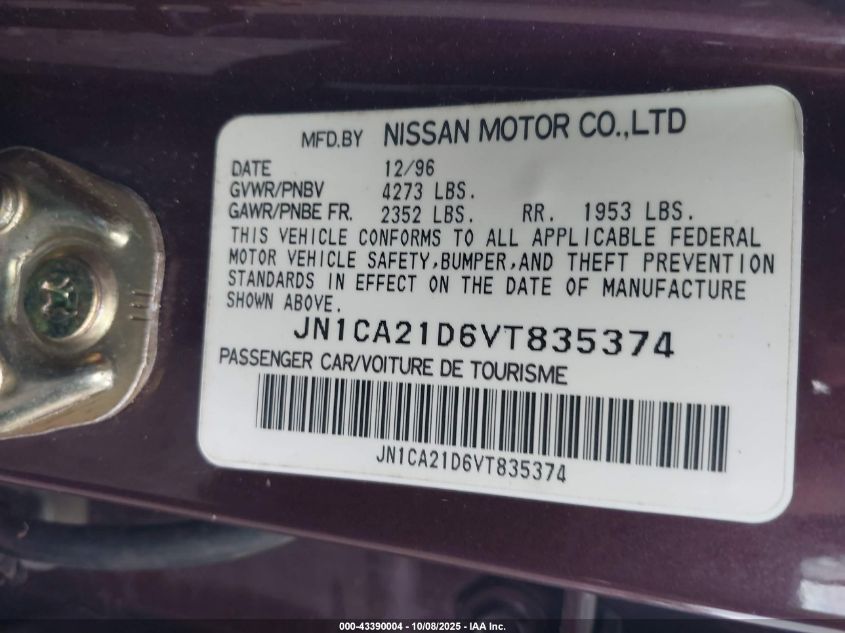 MFD.BY NISSAN MOTOR CO.,LTD
DATE 12/96
GVWR/PNBV 4273 LBS.
GAWR/PNBE FR. 2352 LBS. RR. 1953 LBS.
THIS VEHICLE CONFORMS TO ALL APPLICABLE FEDERAL
MOTOR VEHICLE SAFETY,BUMPER,AND THEFT PREVENTION
STANDARDS IN EFFECT ON THE DATE OF MANUFACTURE
SHOWN ABOVE.
JN1CA21D6VT835374
PASSENGER CAR/VOITURE DE TOURISME
JN1CA21D6VT835374
000-43390004 - 10/08/2025 - IAA Inc.